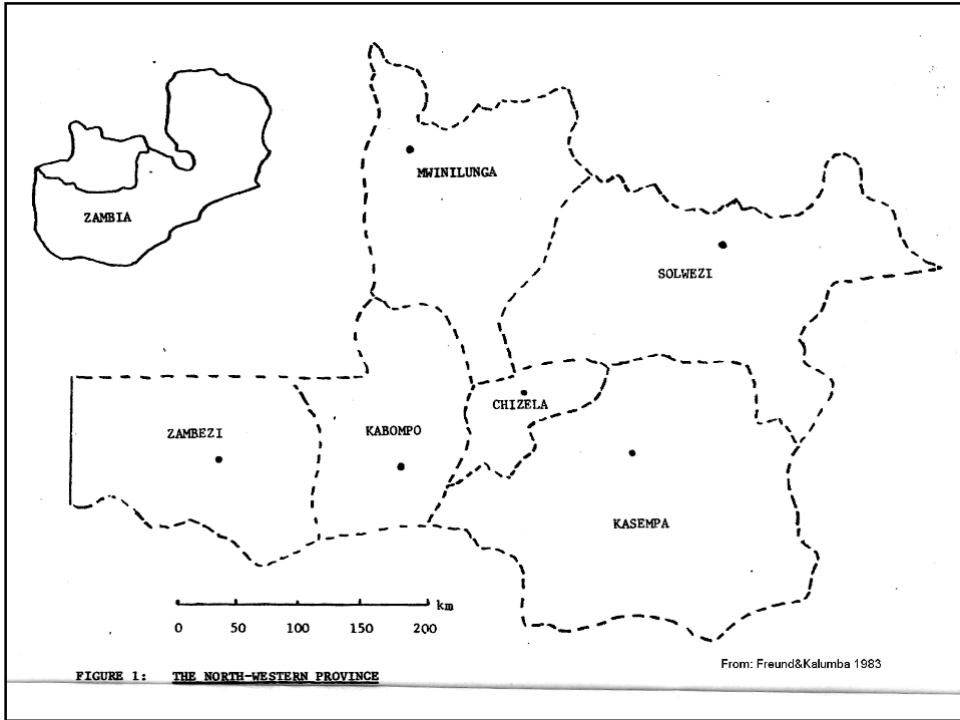 ZAMBIA
MWINILUNGA
SOLWEZI
CHIZELA
ZAMBEZI
KABOMPO
KASEMPA
km
0 50 100 150 200
From: Freund&Kalumba 1983
FIGURE 1: THE NORTH-WESTERN PROVINCE